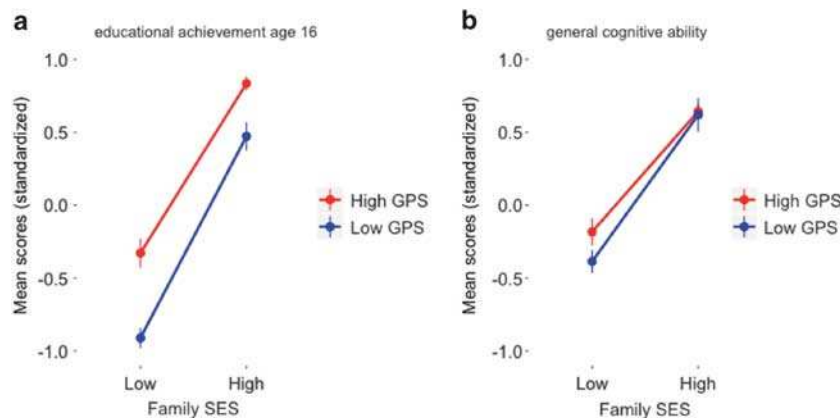 a
educational achievement age 16
Mean scores (standardized)
1.0
0.5
0.0
-0.5
-1.0
Low
High
Family SES
High GPS
Low GPS
b
general cognitive ability
Mean scores (standardized)
1.0
0.5
0.0
-0.5
-1.0
Low
High
Family SES
High GPS
Low GPS